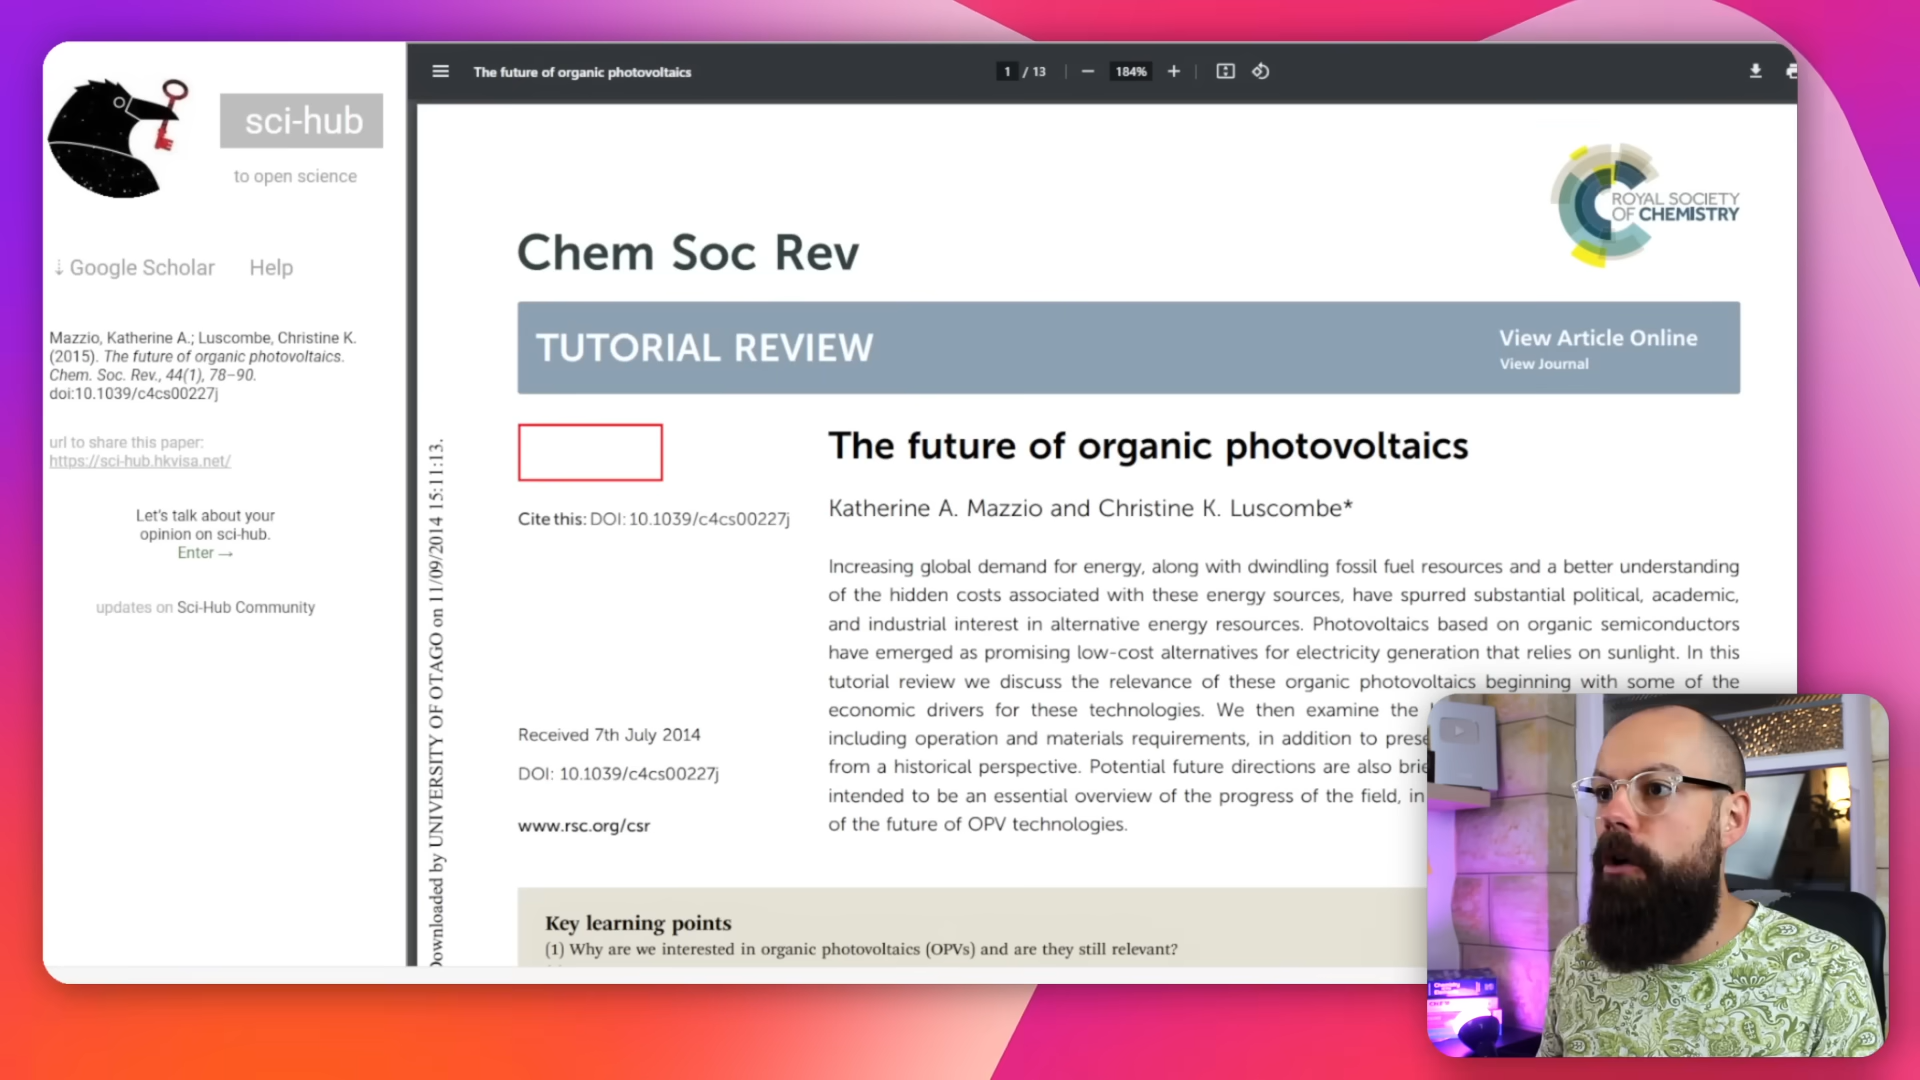 sci-hub
to open science
↓ Google Scholar Help
Mazzio, Katherine A.; Luscombe, Christine K.
(2015). The future of organic photovoltaics.
Chem. Soc. Rev., 44(1), 78–90.
doi:10.1039/c4cs00227j
url to share this paper:
https://sci-hub.hkvisa.net/
Let's talk about your
opinion on sci-hub.
Enter →
updates on Sci-Hub Community
The future of organic photovoltaics
1 / 13
184%
ROYAL SOCIETY
OF CHEMISTRY
Chem Soc Rev
TUTORIAL REVIEW
View Article Online
View Journal
Downloaded by UNIVERSITY OF OTAGO on 11/09/2014 15:11:13.
The future of organic photovoltaics
Cite this: DOI: 10.1039/c4cs00227j
Katherine A. Mazzio and Christine K. Luscombe*
Increasing global demand for energy, along with dwindling fossil fuel resources and a better understanding
of the hidden costs associated with these energy sources, have spurred substantial political, academic,
and industrial interest in alternative energy resources. Photovoltaics based on organic semiconductors
have emerged as promising low-cost alternatives for electricity generation that relies on sunlight. In this
tutorial review we discuss the relevance of these organic photovoltaics beginning with some of the
economic drivers for these technologies. We then examine the
including operation and materials requirements, in addition to prese
from a historical perspective. Potential future directions are also brie
intended to be an essential overview of the progress of the field, in
of the future of OPV technologies.
Received 7th July 2014
DOI: 10.1039/c4cs00227j
www.rsc.org/csr
Key learning points
(1) Why are we interested in organic photovoltaics (OPVs) and are they still relevant?